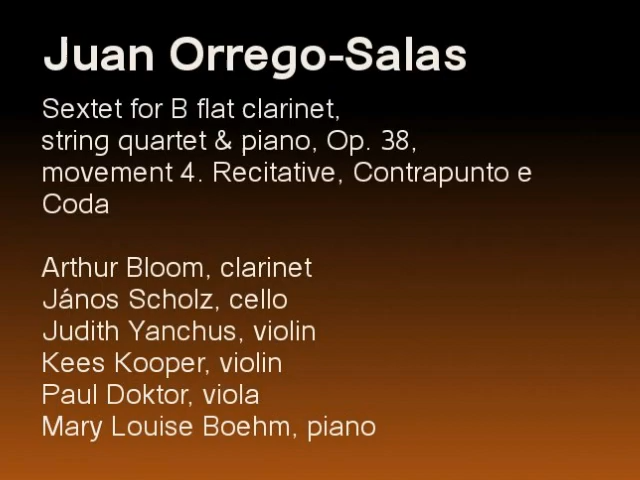 Juan Orrego-Salas
Sextet for B flat clarinet,
string quartet & piano, Op. 38,
movement 4. Recitative, Contrapunto e
Coda
Arthur Bloom, clarinet
János Scholz, cello
Judith Yanchus, violin
Kees Kooper, violin
Paul Doktor, viola
Mary Louise Boehm, piano